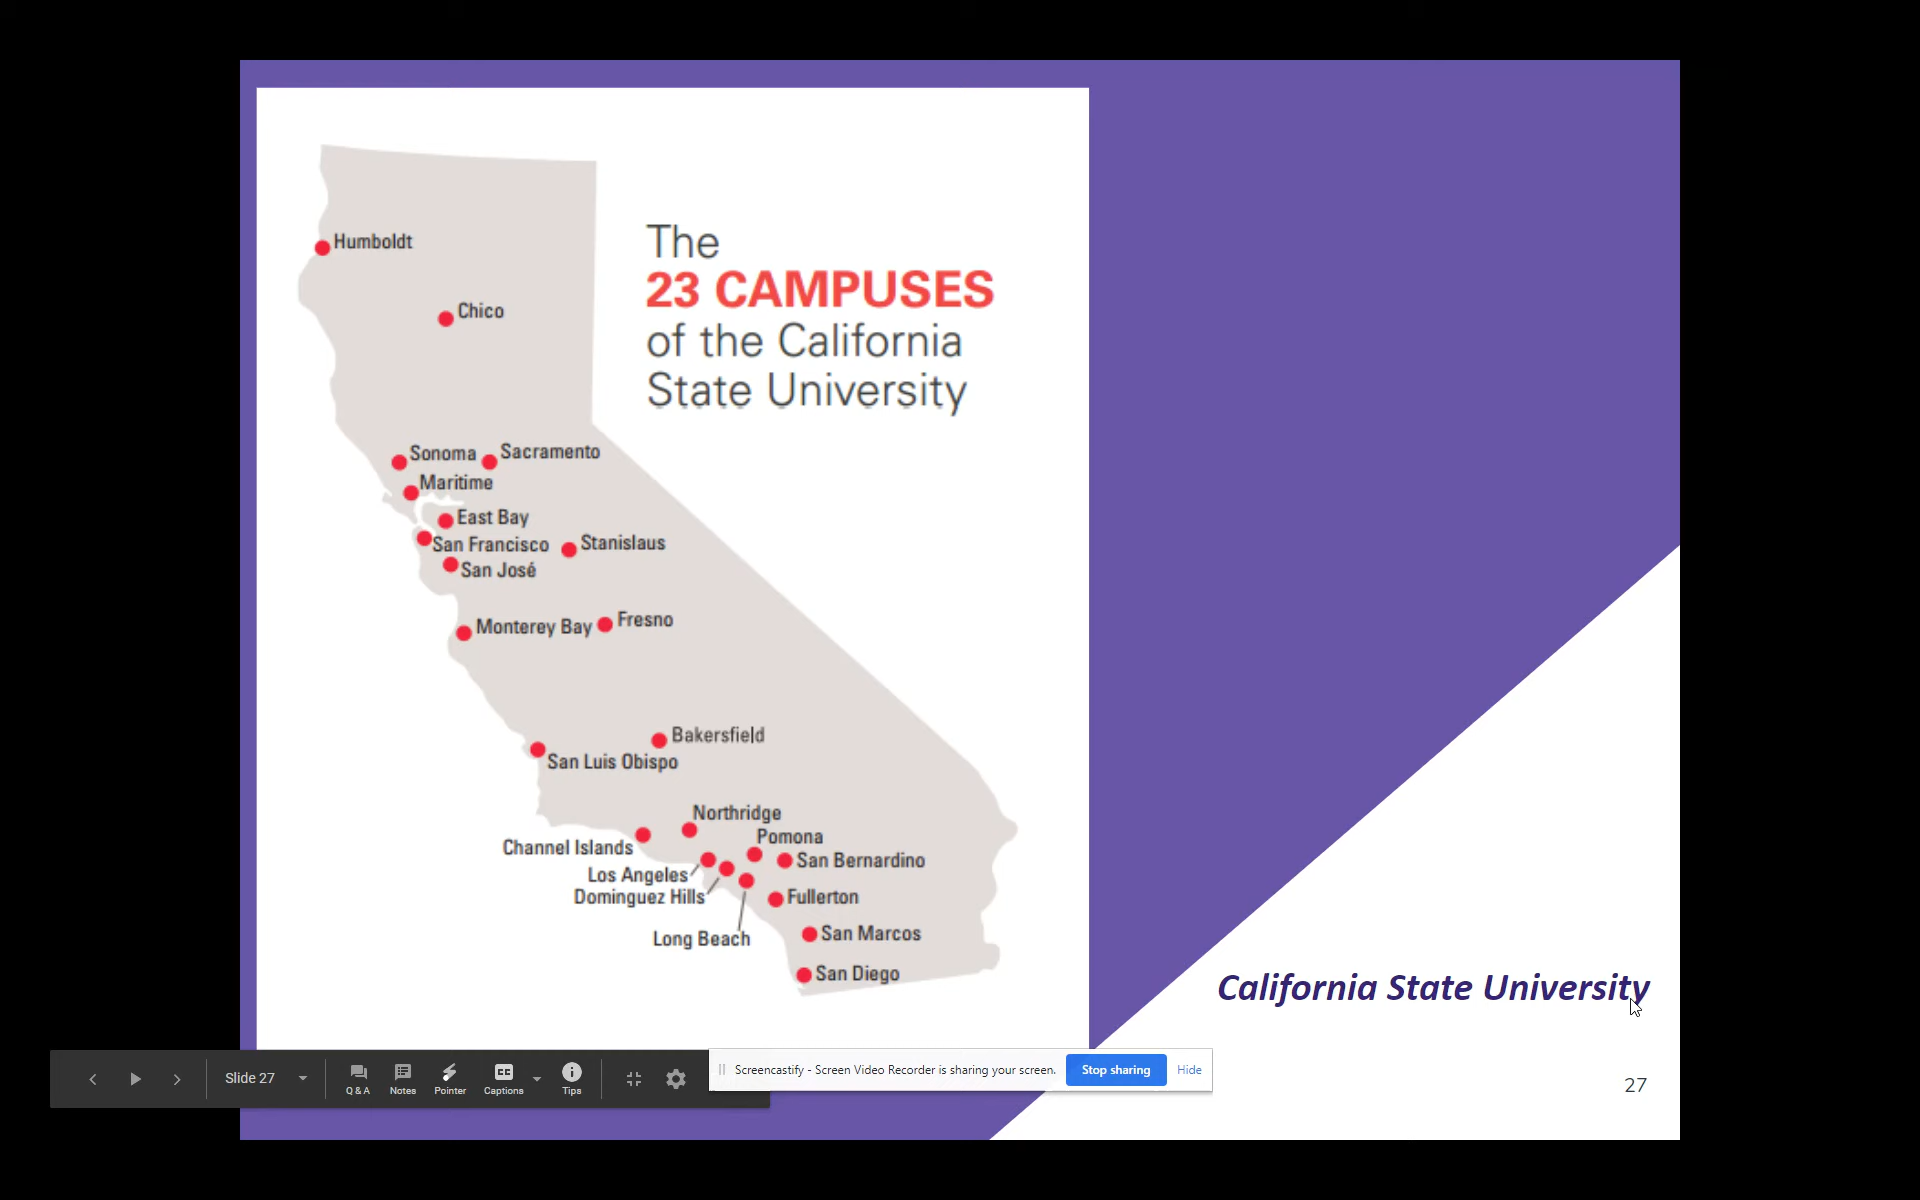 The
23 CAMPUSES
of the California
State University
Humboldt
Chico
Sonoma
Sacramento
Maritime
East Bay
San Francisco
Stanislaus
San José
Monterey Bay
Fresno
Bakersfield
San Luis Obispo
Northridge
Pomona
Channel Islands
San Bernardino
Los Angeles
Dominguez Hills
Fullerton
Long Beach
San Marcos
San Diego
California State University
27
Slide 27
Q & A
Notes
Pointer
CC
Captions
Tips
Screencastify - Screen Video Recorder is sharing your screen.
Stop sharing
Hide